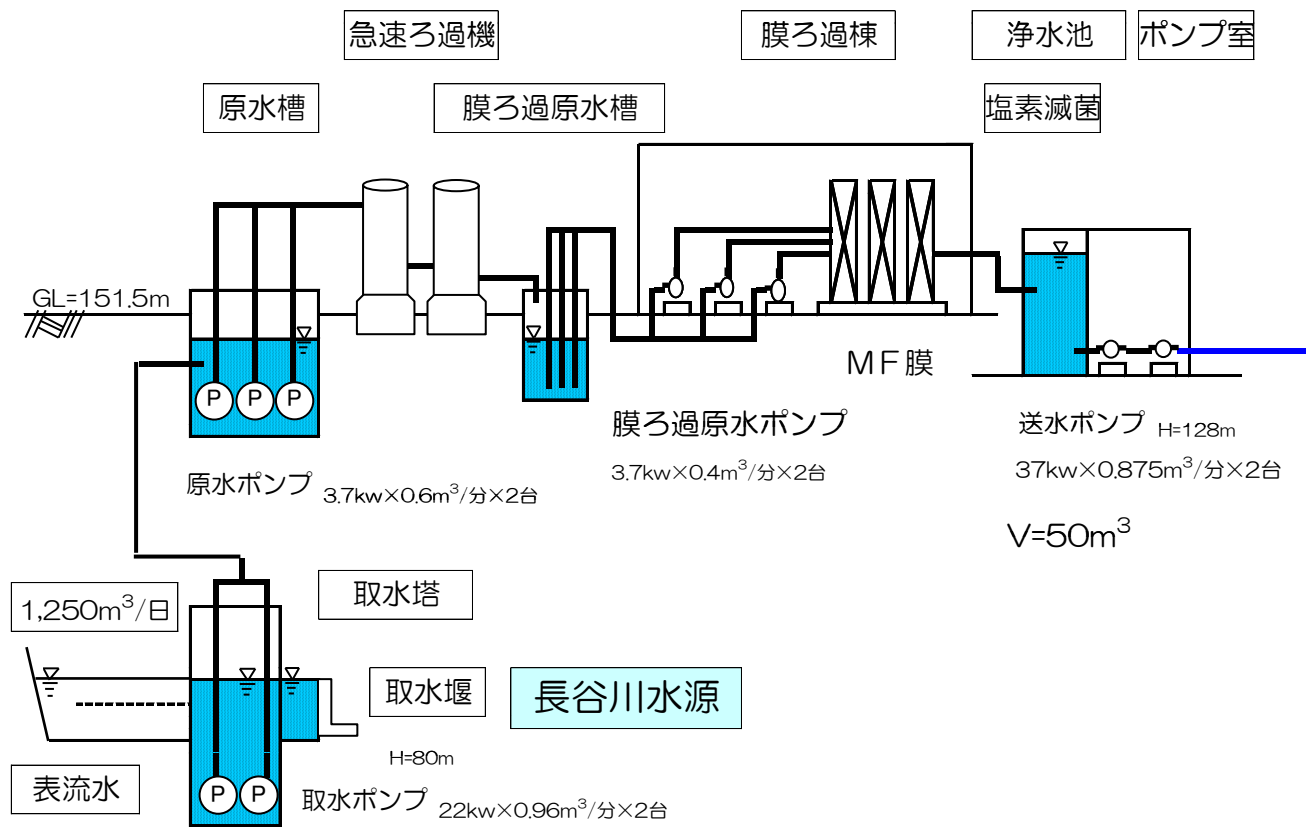 急速ろ過機
膜ろ過棟
浄水池
ポンプ室
原水槽
膜ろ過原水槽
塩素滅菌
GL=151.5m
P
P
P
MF膜
原水ポンプ 3.7kw×0.6m³/分×2台
膜ろ過原水ポンプ
3.7kw×0.4m³/分×2台
送水ポンプ H=128m
37kw×0.875m³/分×2台
V=50m³
1,250m³/日
取水塔
取水堰
長谷川水源
H=80m
表流水
P
P
取水ポンプ 22kw×0.96m³/分×2台